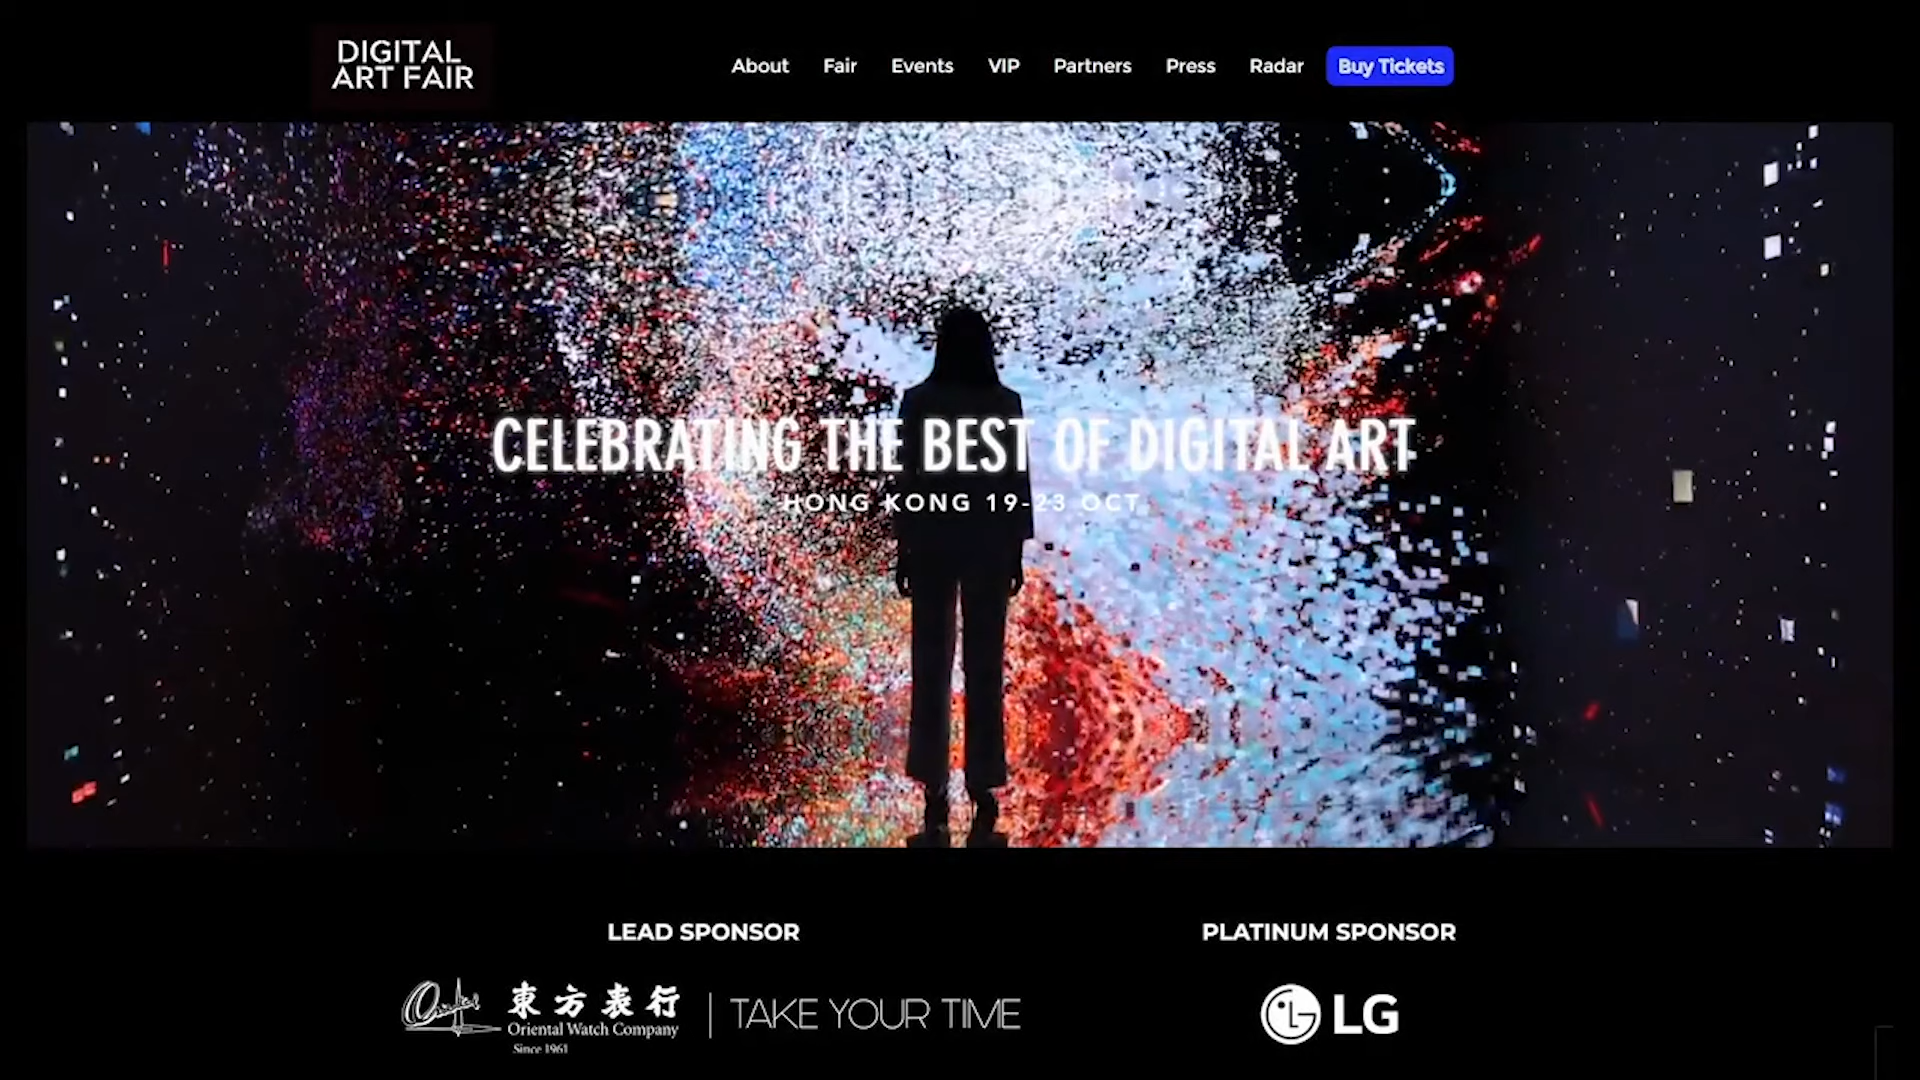 DIGITAL
ART FAIR
About Fair Events VIP Partners Press Radar Buy Tickets
CELEBRATING THE BEST OF DIGITAL ART
HONG KONG 19-23 OCT
LEAD SPONSOR
PLATINUM SPONSOR
Oriental
東方表行
Oriental Watch Company
Since 1961
TAKE YOUR TIME
LG